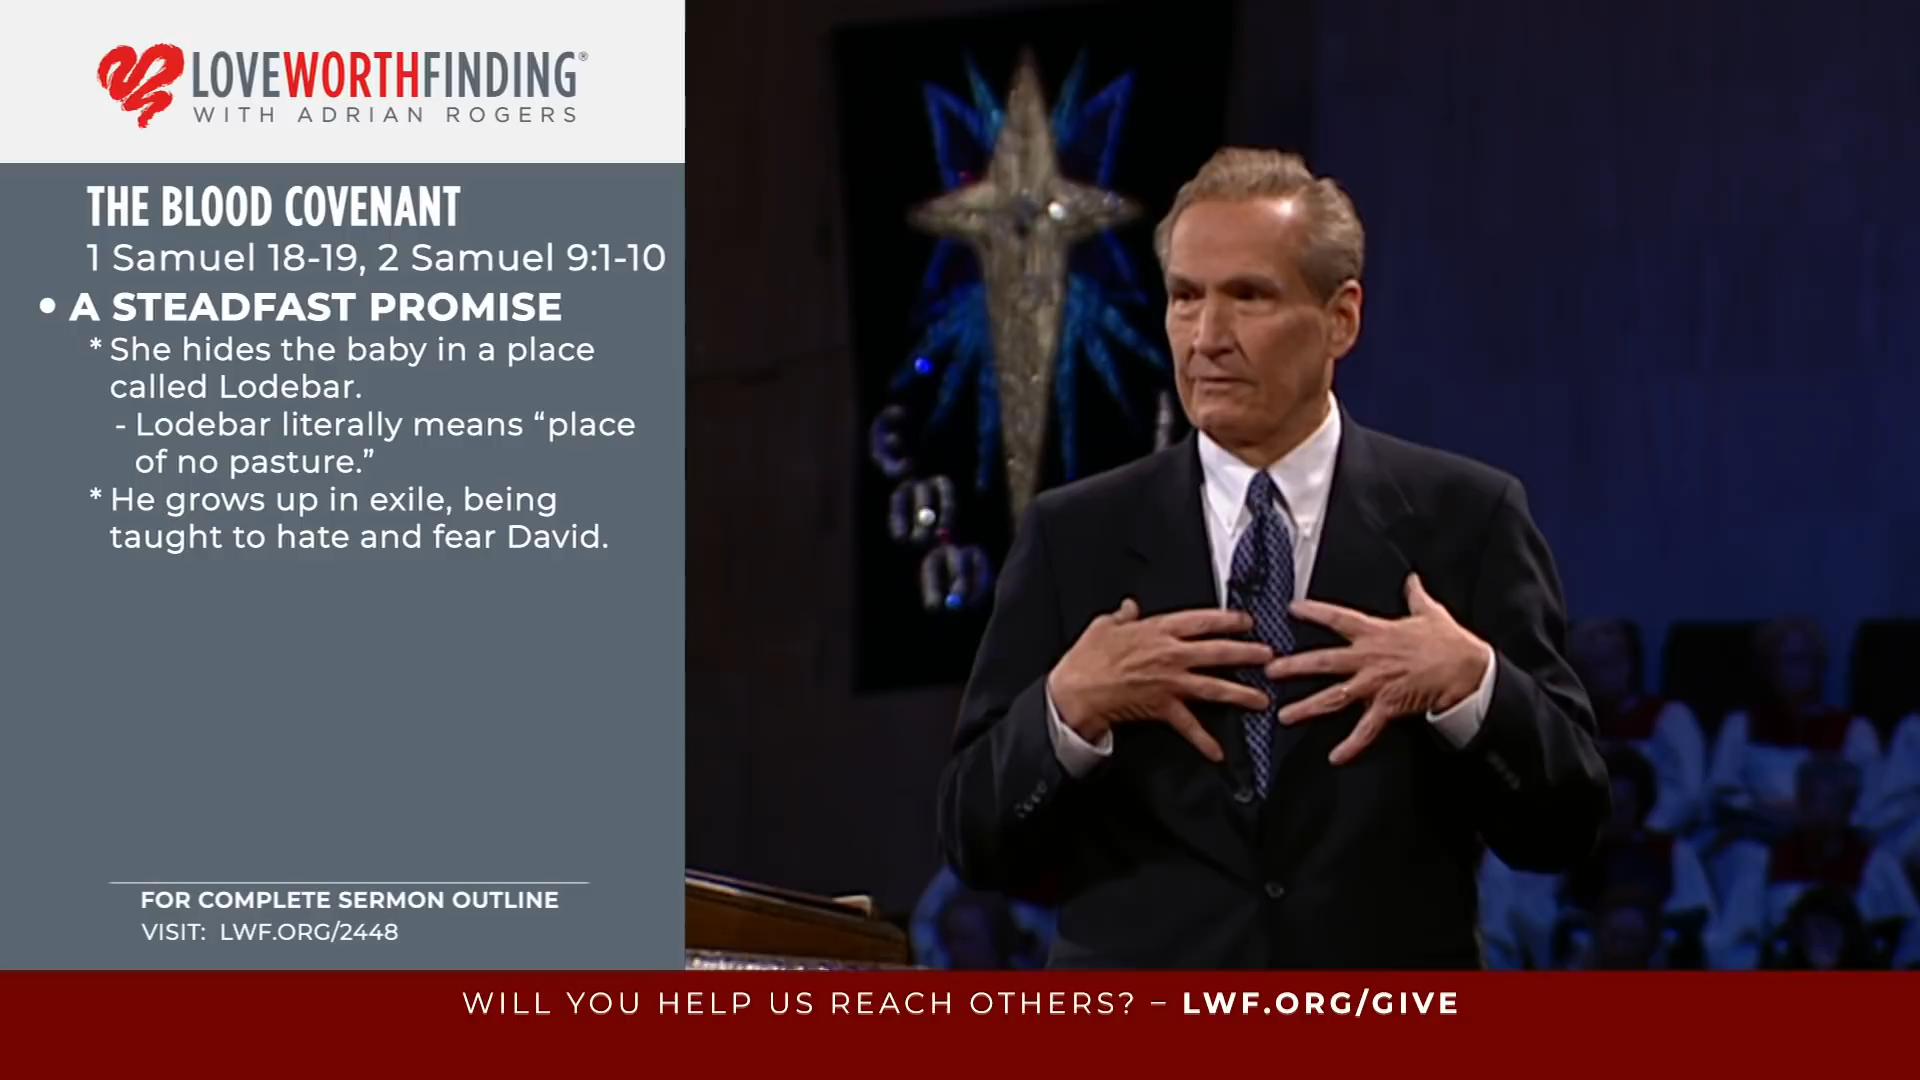 LOVEWORTHFINDING®
WITH ADRIAN ROGERS
THE BLOOD COVENANT
1 Samuel 18-19, 2 Samuel 9:1-10
• A STEADFAST PROMISE
* She hides the baby in a place
called Lodebar.
- Lodebar literally means “place
of no pasture.”
* He grows up in exile, being
taught to hate and fear David.
FOR COMPLETE SERMON OUTLINE
VISIT: LWF.ORG/2448
WILL YOU HELP US REACH OTHERS? – LWF.ORG/GIVE